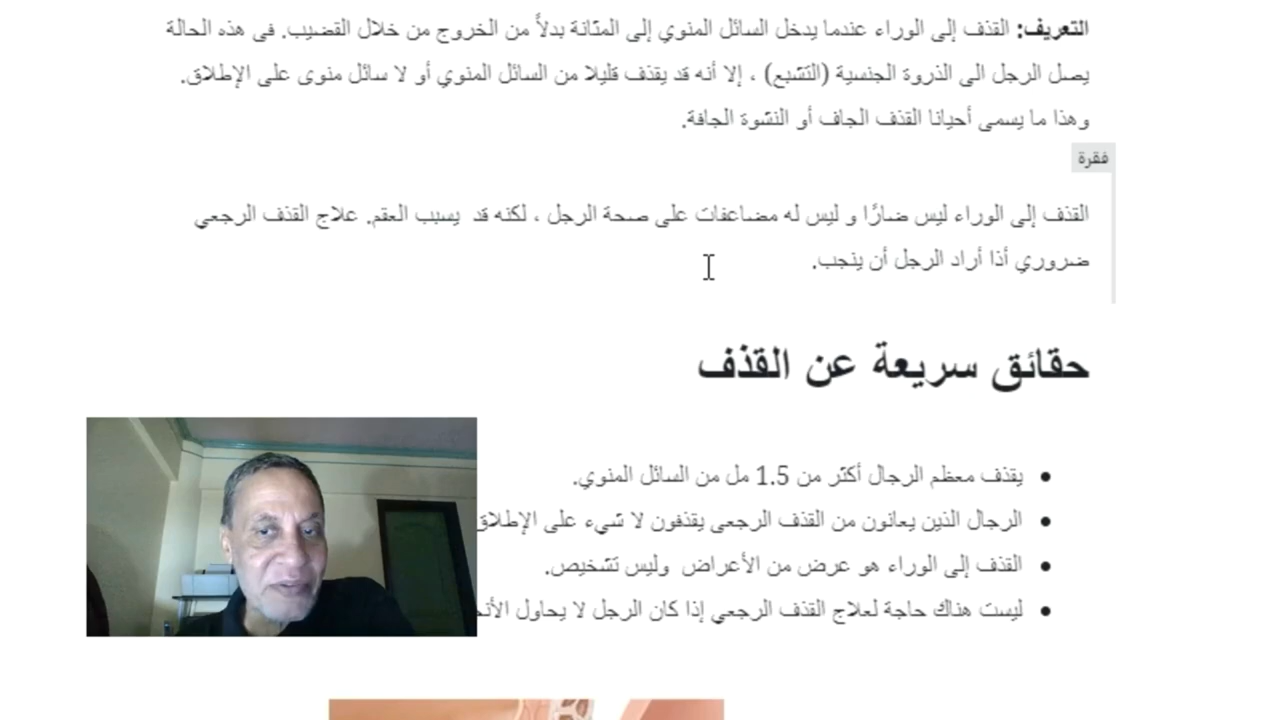 التعريف: القذف إلى الوراء عندما يدخل السائل المنوي إلى المثانة بدلاً من الخروج من خلال القضيب. فى هذه الحالة
يصل الرجل الى الذروة الجنسية (التشبع) ، إلا أنه قد يقذف قليلا من السائل المنوي أو لا سائل منوى على الإطلاق.
وهذا ما يسمى أحيانا القذف الجاف أو النشوة الجافة.
فقرة
القذف إلى الوراء ليس ضارًا و ليس له مضاعفات على صحة الرجل ، لكنه قد يسبب العقم. علاج القذف الرجعي
ضروري أذا أراد الرجل أن ينجب.
حقائق سريعة عن القذف
يقذف معظم الرجال أكثر من 1.5 مل من السائل المنوي.
الرجال الذين يعانون من القذف الرجعى يقذفون لا شيء على الإطلاق
القذف إلى الوراء هو عرض من الأعراض وليس تشخيص.
ليست هناك حاجة لعلاج القذف الرجعي إذا كان الرجل لا يحاول